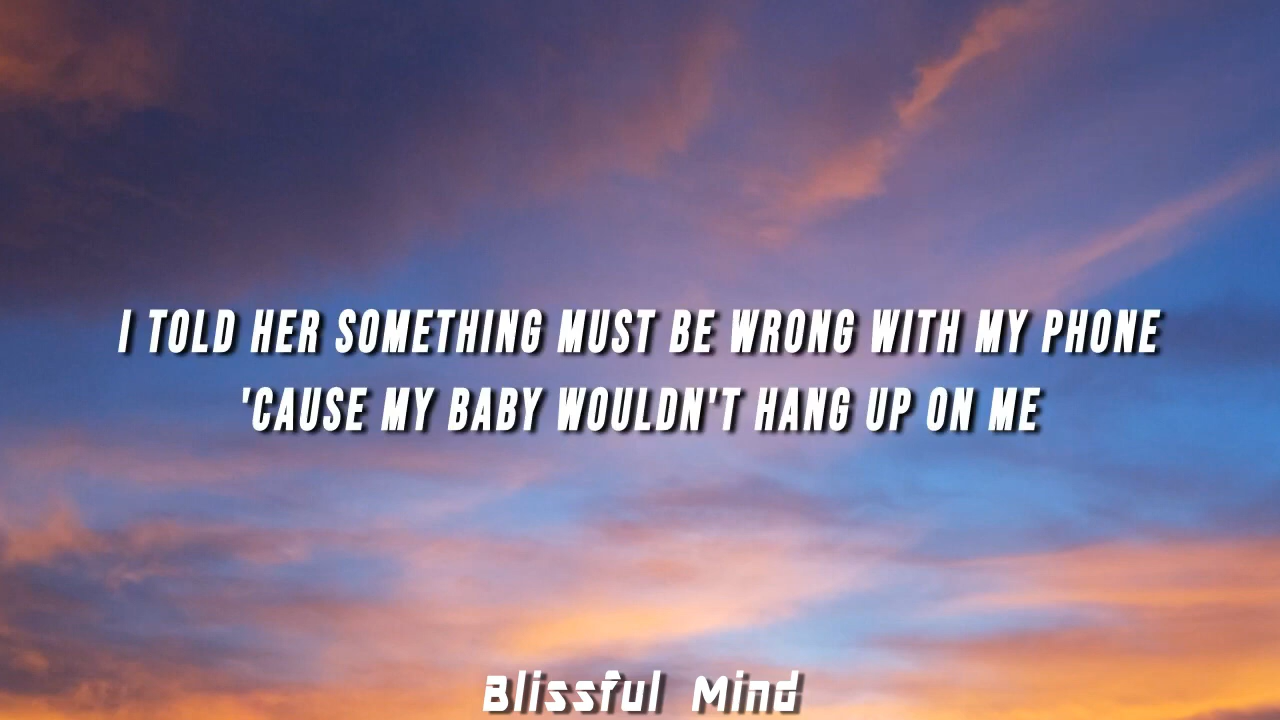 I TOLD HER SOMETHING MUST BE WRONG WITH MY PHONE
'CAUSE MY BABY WOULDN'T HANG UP ON ME
Blissful Mind